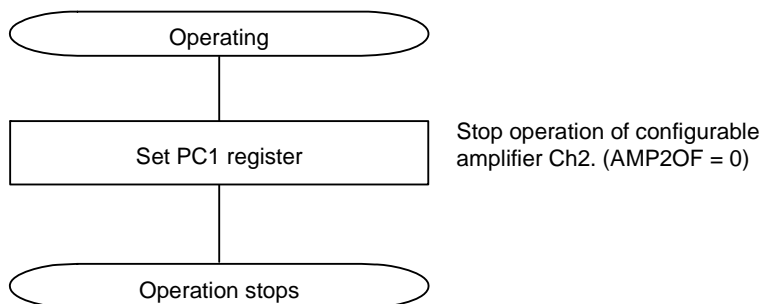 Operating
Set PC1 register
Stop operation of configurable
amplifier Ch2. (AMP2OF = 0)
Operation stops